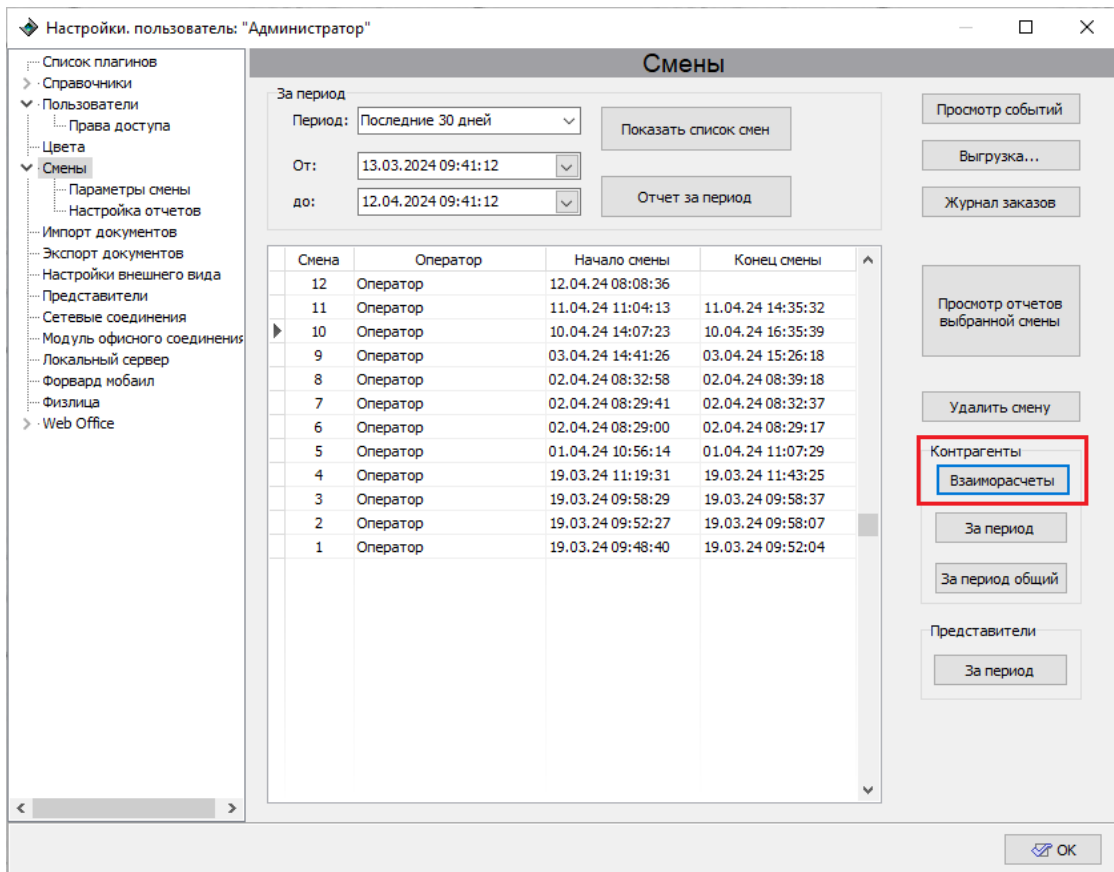 Настройки. пользователь: "Администратор"
Список плагинов
Справочники
Пользователи
Права доступа
Цвета
Смены
Параметры смены
Настройка отчетов
Импорт документов
Экспорт документов
Настройки внешнего вида
Представители
Сетевые соединения
Модуль офисного соединения
Локальный сервер
Форвард мобаил
Физлица
Web Office
Смены
За период
Период: Последние 30 дней
От: 13.03.2024 09:41:12
до: 12.04.2024 09:41:12
Показать список смен
Отчет за период
Смена Оператор Начало смены Конец смены
12 Оператор 12.04.24 08:08:36
11 Оператор 11.04.24 11:04:13 11.04.24 14:35:32
10 Оператор 10.04.24 14:07:23 10.04.24 16:35:39
9 Оператор 03.04.24 14:41:26 03.04.24 15:26:18
8 Оператор 02.04.24 08:32:58 02.04.24 08:39:18
7 Оператор 02.04.24 08:29:41 02.04.24 08:32:37
6 Оператор 02.04.24 08:29:00 02.04.24 08:29:17
5 Оператор 01.04.24 10:56:14 01.04.24 11:07:29
4 Оператор 19.03.24 11:19:31 19.03.24 11:43:25
3 Оператор 19.03.24 09:58:29 19.03.24 09:58:37
2 Оператор 19.03.24 09:52:27 19.03.24 09:58:07
1 Оператор 19.03.24 09:48:40 19.03.24 09:52:04
Просмотр событий
Выгрузка...
Журнал заказов
Просмотр отчетов
выбранной смены
Удалить смену
Контрагенты
Взаиморасчеты
За период
За период общий
Представители
За период
OK